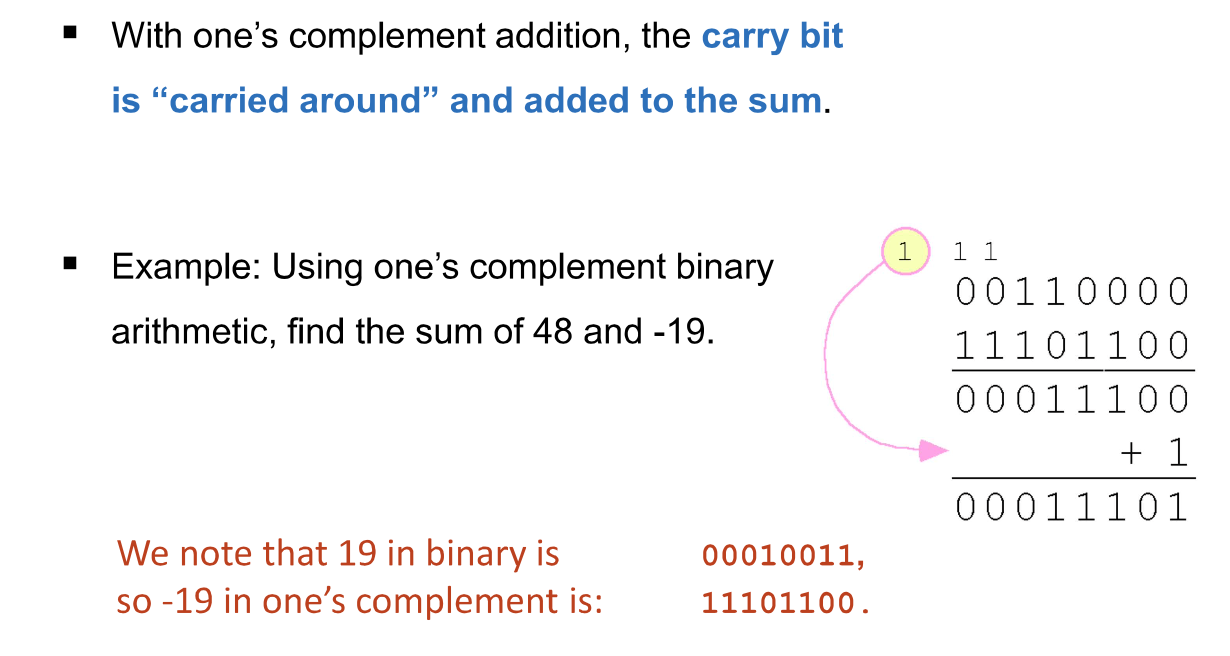 ▪ With one’s complement addition, the carry bit
is “carried around” and added to the sum.
▪ Example: Using one’s complement binary
arithmetic, find the sum of 48 and -19.
1 1 1
00110000
11101100
00011100
+ 1
00011101
We note that 19 in binary is 00010011,
so -19 in one’s complement is: 11101100.